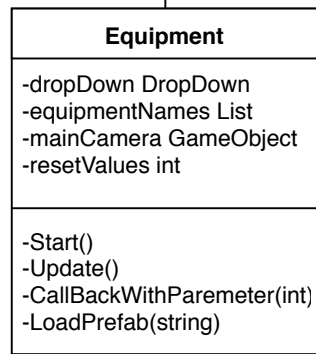 Equipment
-dropDown DropDown
-equipmentNames List
-mainCamera GameObject
-resetValues int
-Start()
-Update()
-CallBackWithParemeter(int)
-LoadPrefab(string)